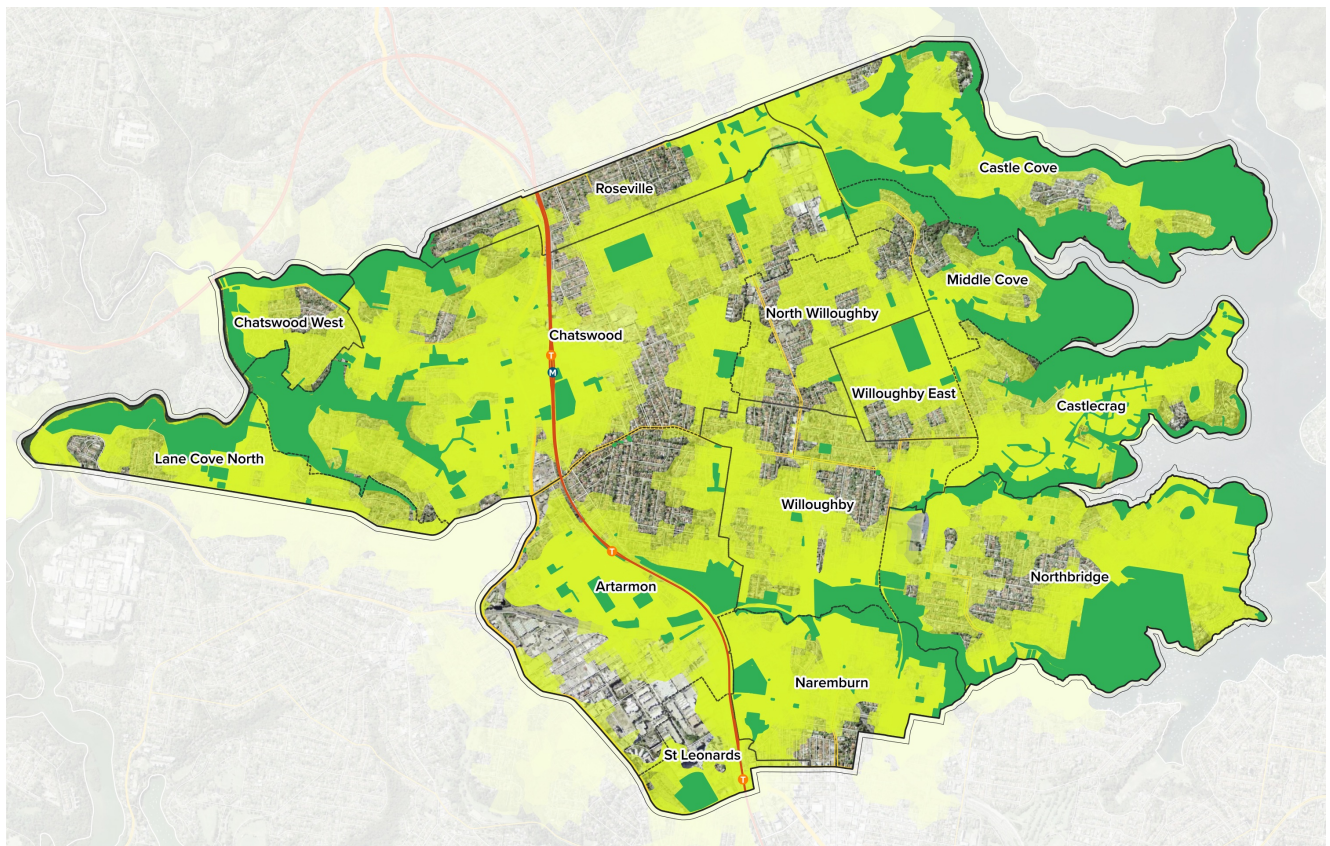 Castle Cove
Roseville
Middle Cove
North Willoughby
Chatswood West
Chatswood
T
M
Willoughby East
Castlecrag
Lane Cove North
Willoughby
T
Artarmon
Northbridge
Naremburn
St Leonards
T